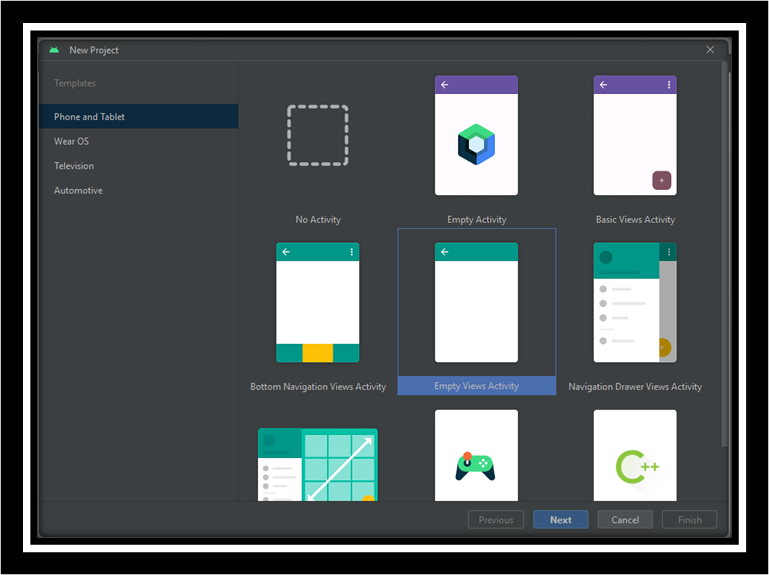 New Project
Templates
Phone and Tablet
Wear OS
Television
Automotive
No Activity
Empty Activity
Basic Views Activity
Bottom Navigation Views Activity
Empty Views Activity
Navigation Drawer Views Activity
C++
Previous
Next
Cancel
Finish